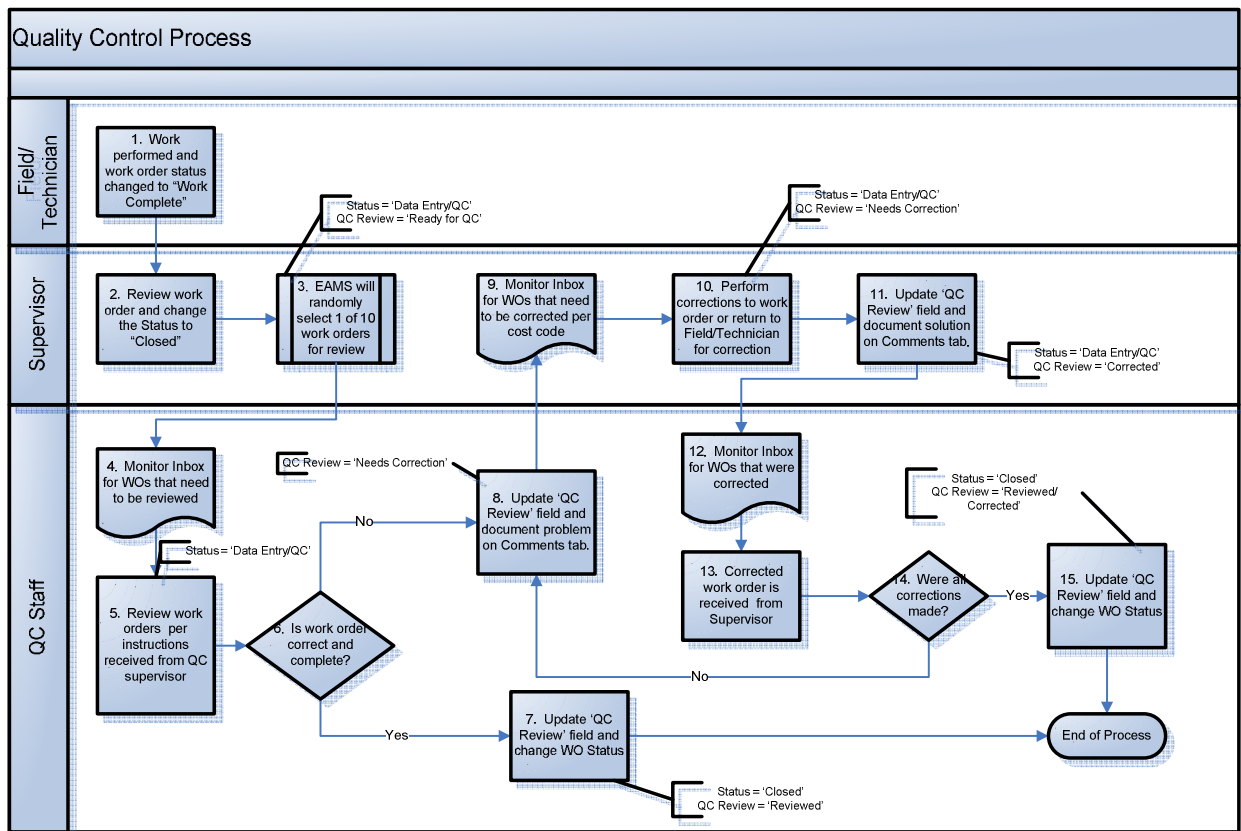 Quality Control Process
Field/
Technician
1. Work
performed and
work order status
changed to “Work
Complete”
Status = ‘Data Entry/QC’
QC Review = ‘Ready for QC’
Status = ‘Data Entry/QC’
QC Review = ‘Needs Correction’
Supervisor
2. Review work
order and change
the Status to
“Closed”
3. EAMS will
randomly
select 1 of 10
work orders
for review
9. Monitor Inbox
for WOs that need
to be corrected per
cost code
10. Perform
corrections to work
order or return to
Field/Technician
for correction
11. Update ‘QC
Review’ field and
document solution
on Comments tab.
Status = ‘Data Entry/QC’
QC Review = ‘Corrected’
QC Staff
4. Monitor Inbox
for WOs that need
to be reviewed
Status = ‘Data Entry/QC’
5. Review work
orders per
instructions
received from QC
supervisor
6. Is work order
correct and
complete?
No
Yes
QC Review = ‘Needs Correction’
8. Update ‘QC
Review’ field and
document problem
on Comments tab.
7. Update ‘QC
Review’ field and
change WO Status
Status = ‘Closed’
QC Review = ‘Reviewed’
12. Monitor Inbox
for WOs that were
corrected
13. Corrected
work order is
received from
Supervisor
14. Were all
corrections
made?
Yes
No
Status = ‘Closed’
QC Review = ‘Reviewed/
Corrected’
15. Update ‘QC
Review’ field and
change WO Status
End of Process